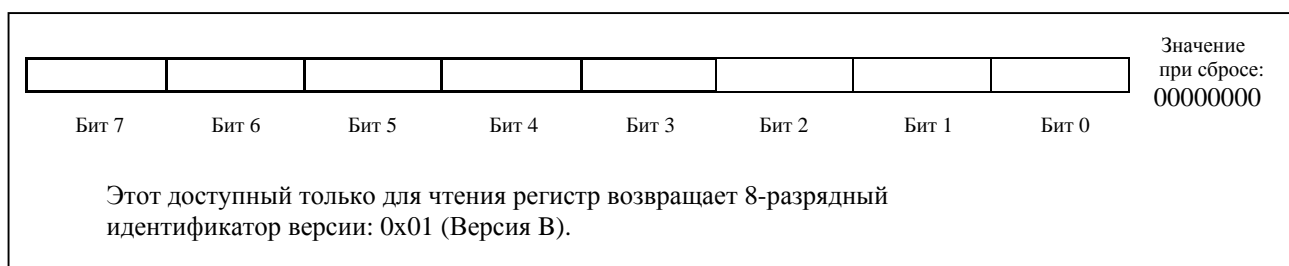 Значение
при сбросе:
00000000
Бит 7 Бит 6 Бит 5 Бит 4 Бит 3 Бит 2 Бит 1 Бит 0
Этот доступный только для чтения регистр возвращает 8-разрядный
идентификатор версии: 0x01 (Версия B).